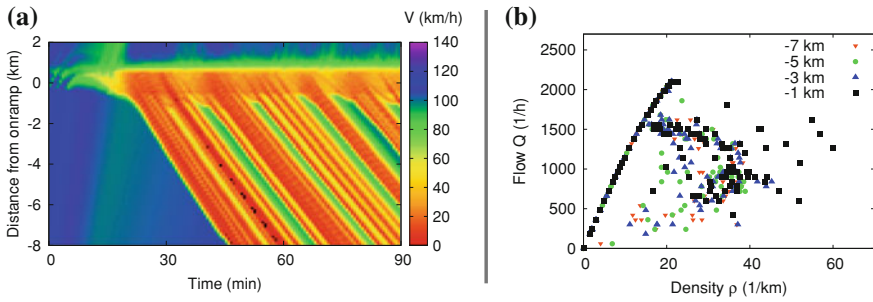 (a)
V (km/h)
2
0
-2
-4
-6
-8
Distance from onramp (km)
0
30
60
90
Time (min)
140
120
100
80
60
40
20
0
(b)
2500
2000
1500
1000
500
0
Flow Q (1/h)
-7 km
-5 km
-3 km
-1 km
0
20
40
60
Density ρ (1/km)